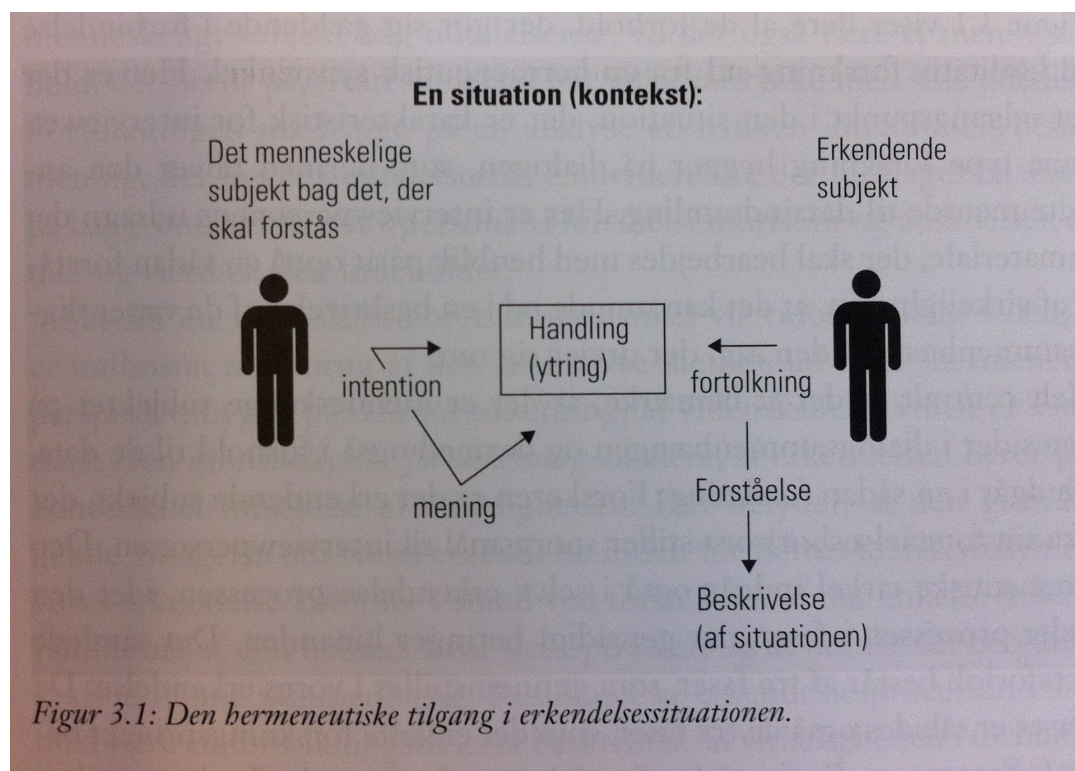 En situation (kontekst):
Det menneskelige
subjekt bag det, der
skal forstås
Erkendende
subjekt
Handling
(ytring)
intention
fortolkning
mening
Forståelse
Beskrivelse
(af situationen)
Figur 3.1: Den hermeneutiske tilgang i erkendelsessituationen.